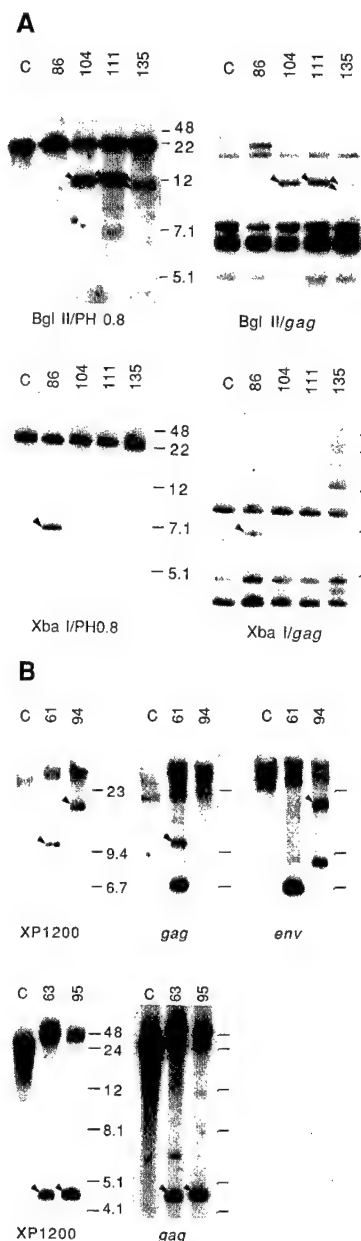 A
C 86 104 111 135
C 86 104 111 135
48
22
12
7.1
5.1
Bgl II/PH 0.8
Bgl II/gag
C 86 104 111 135
C 86 104 111 135
48
22
12
7.1
5.1
Xba I/PH0.8
Xba I/gag
B
C 61 94
C 61 94
C 61 94
23
9.4
6.7
XP1200
gag
env
C 63 95
C 63 95
48
24
12
8.1
5.1
4.1
XP1200
gag